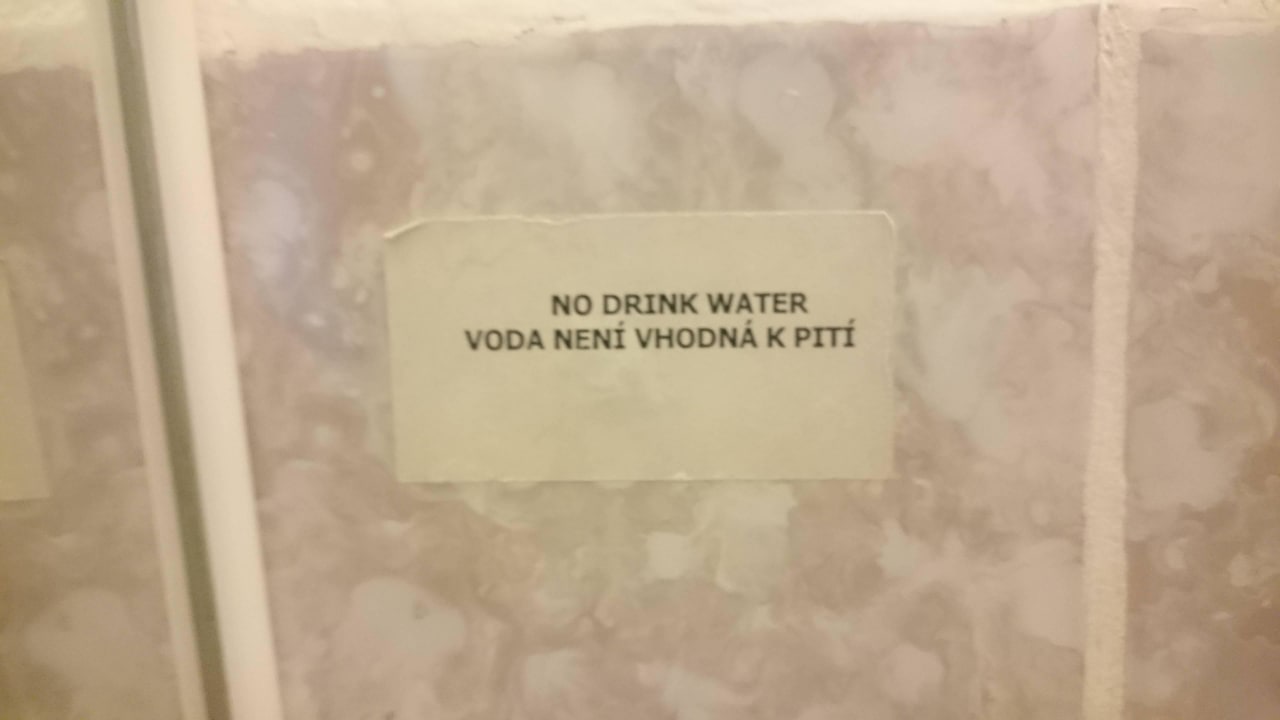 NO DRINK WATER
VODA NENÍ VHODNÁ K PITÍ